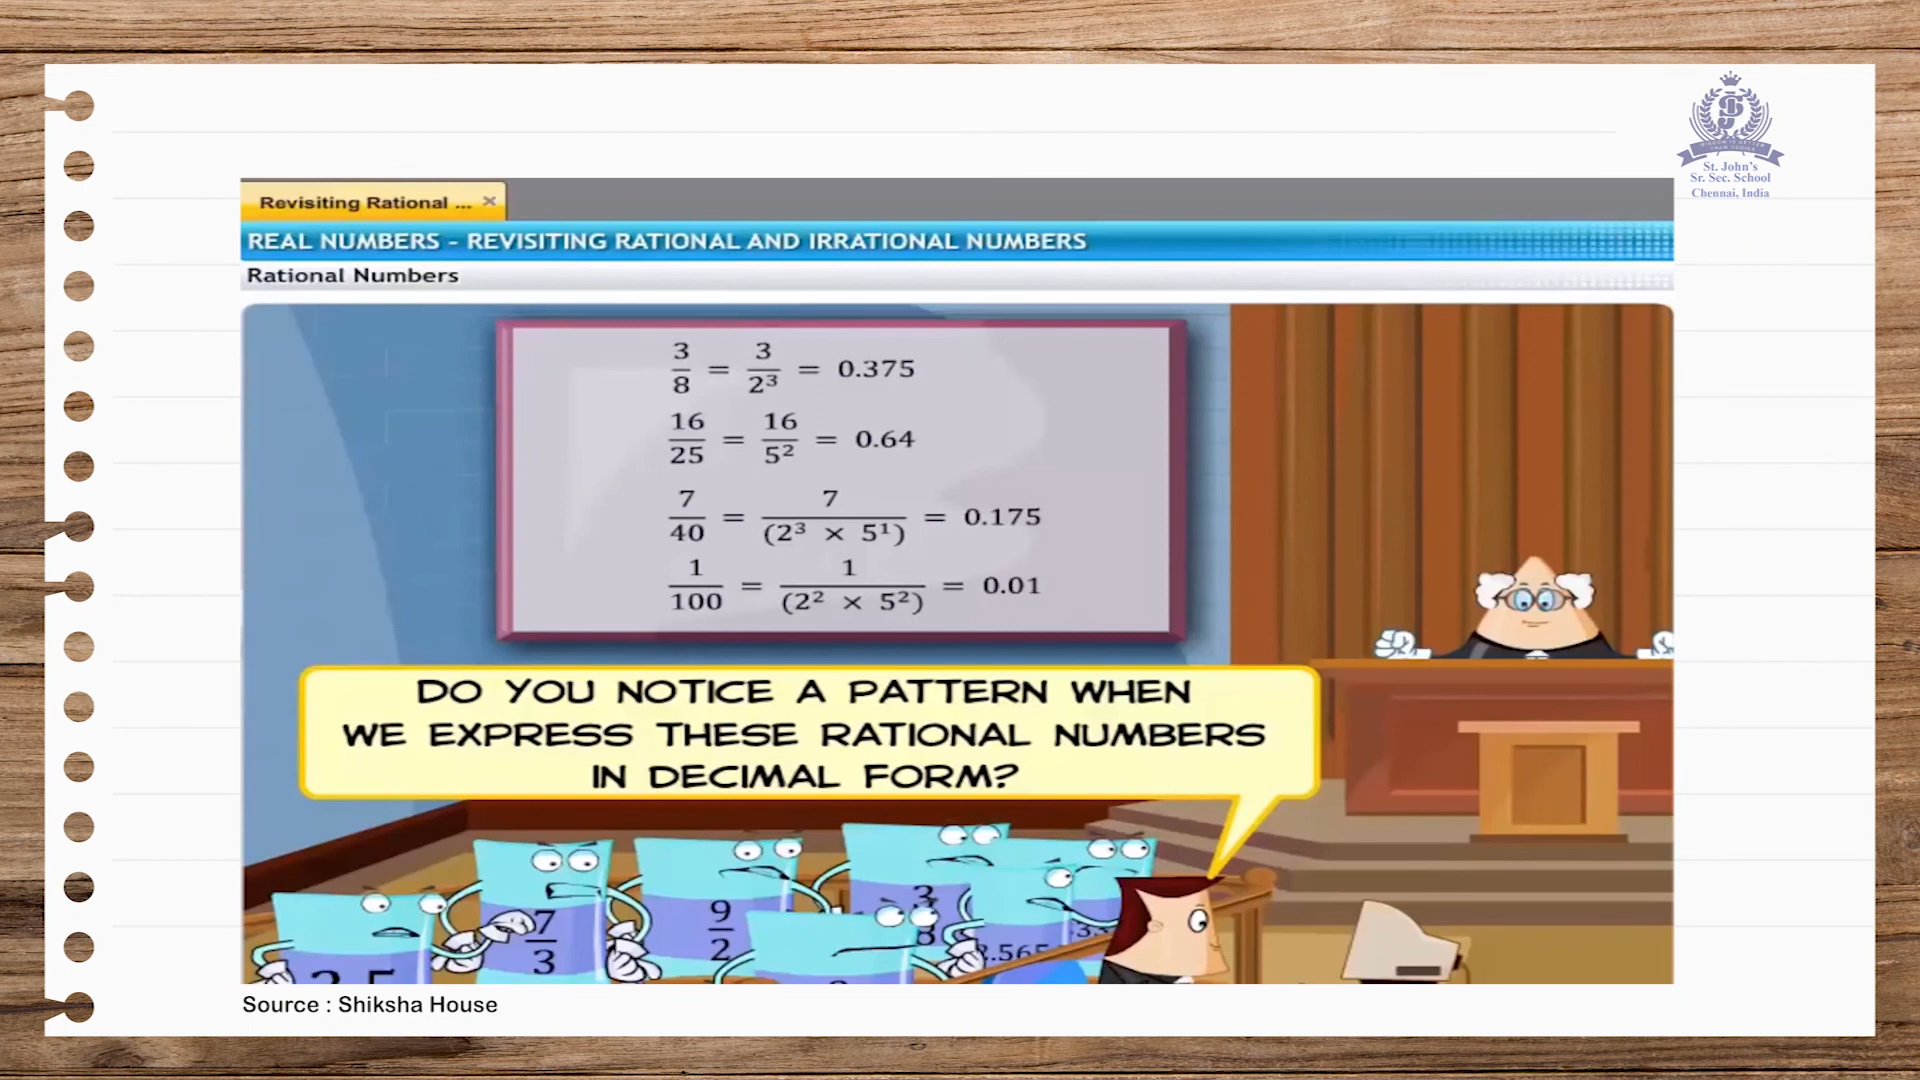 St. John's
Sr. Sec. School
Chennai, India
Revisiting Rational ... ×
REAL NUMBERS - REVISITING RATIONAL AND IRRATIONAL NUMBERS
Rational Numbers
3/8 = 3/2³ = 0.375
16/25 = 16/5² = 0.64
7/40 = 7/(2³ × 5¹) = 0.175
1/100 = 1/(2² × 5²) = 0.01
DO YOU NOTICE A PATTERN WHEN
WE EXPRESS THESE RATIONAL NUMBERS
IN DECIMAL FORM?
7/3
9/2
3/8
Source : Shiksha House